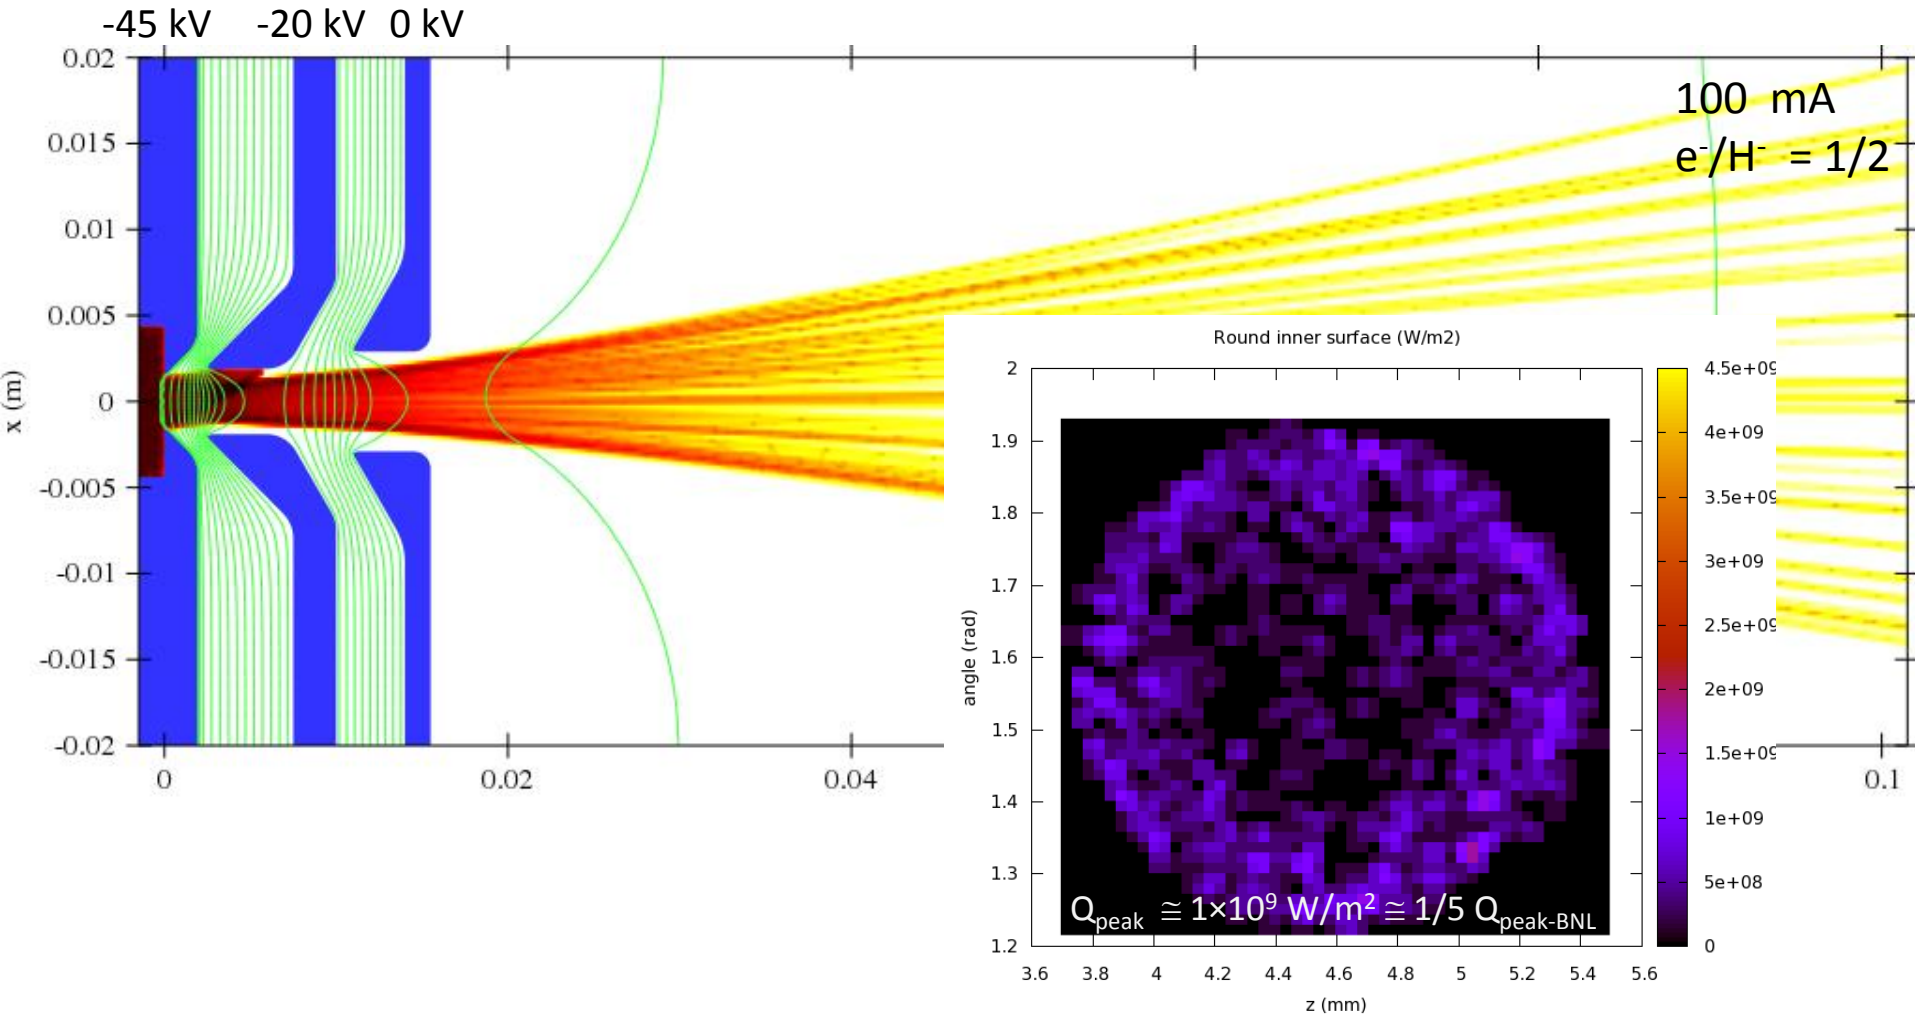 -45 kV -20 kV 0 kV
0.02
0.015
0.01
0.005
0
-0.005
-0.01
-0.015
-0.02
x (m)
0
0.02
0.04
0.1
100 mA
e⁻/H⁻ = 1/2
Round inner surface (W/m2)
2
1.9
1.8
1.7
1.6
1.5
1.4
1.3
1.2
angle (rad)
3.6 3.8 4 4.2 4.4 4.6 4.8 5 5.2 5.4 5.6
z (mm)
4.5e+09
4e+09
3.5e+09
3e+09
2.5e+09
2e+09
1.5e+09
1e+09
5e+08
0
Qpeak ≅ 1×10⁹ W/m² ≅ 1/5 Qpeak-BNL